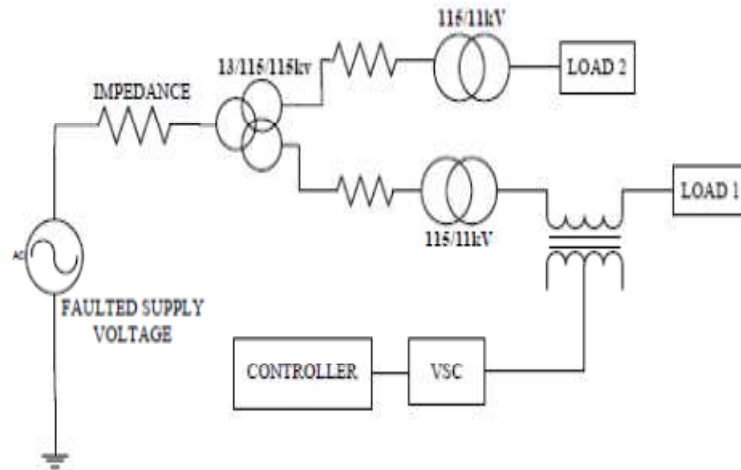 115/11kV
LOAD 2
13/115/115kv
IMPEDANCE
LOAD 1
115/11kV
AC
FAULTED SUPPLY
VOLTAGE
CONTROLLER
VSC